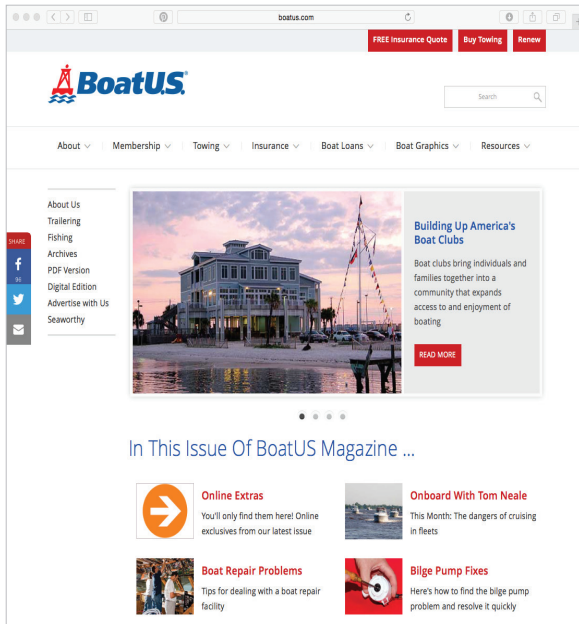 boatus.com
FREE Insurance Quote
Buy Towing
Renew
BoatU.S.
Search
About
Membership
Towing
Insurance
Boat Loans
Boat Graphics
Resources
About Us
Trailering
Fishing
Archives
PDF Version
Digital Edition
Advertise with Us
Seaworthy
SHARE
f
96
Building Up America's
Boat Clubs
Boat clubs bring individuals and
families together into a
community that expands
access to and enjoyment of
boating
READ MORE
In This Issue Of BoatUS Magazine ...
Online Extras
You'll only find them here! Online
exclusives from our latest issue
Onboard With Tom Neale
This Month: The dangers of cruising
in fleets
Boat Repair Problems
Tips for dealing with a boat repair
facility
Bilge Pump Fixes
Here's how to find the bilge pump
problem and resolve it quickly